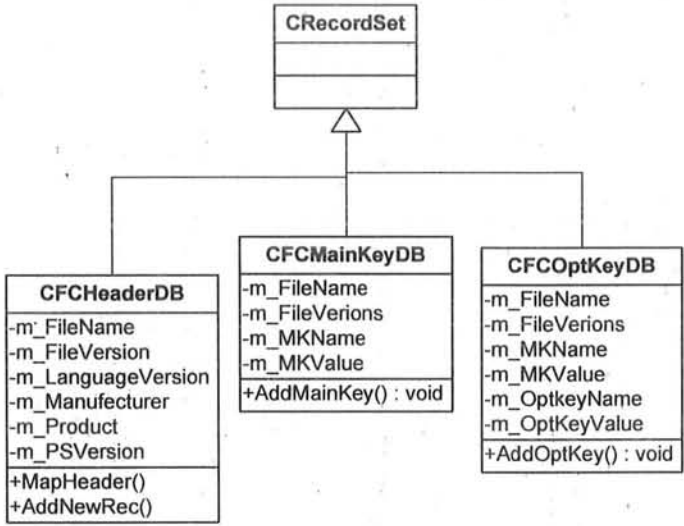 CRecordSet
CFCHeaderDB
-m_FileName
-m_FileVersion
-m_LanguageVersion
-m_Manufecturer
-m_Product
-m_PSVersion
+MapHeader()
+AddNewRec()
CFCMainKeyDB
-m_FileName
-m_FileVerions
-m_MKName
-m_MKValue
+AddMainKey() : void
CFCOptKeyDB
-m_FileName
-m_FileVerions
-m_MKName
-m_MKValue
-m_OptkeyName
-m_OptKeyValue
+AddOptKey() : void